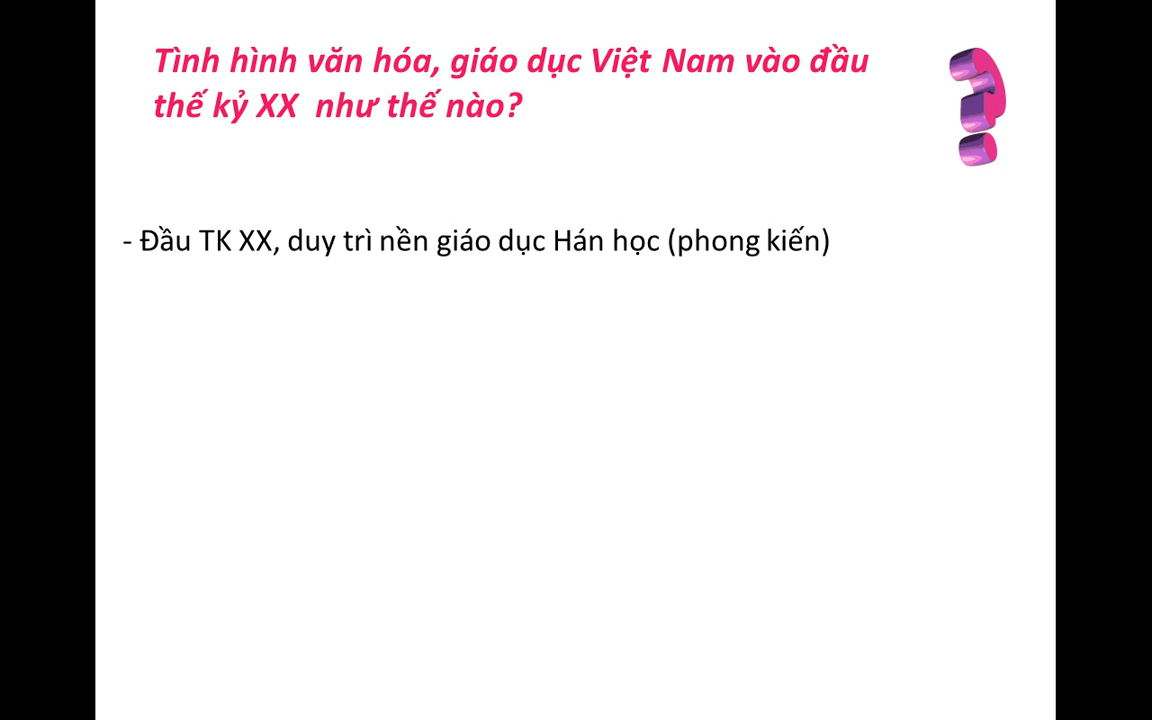 Tình hình văn hóa, giáo dục Việt Nam vào đầu
thế kỷ XX  như thế nào?
- Đầu TK XX, duy trì nền giáo dục Hán học (phong kiến)